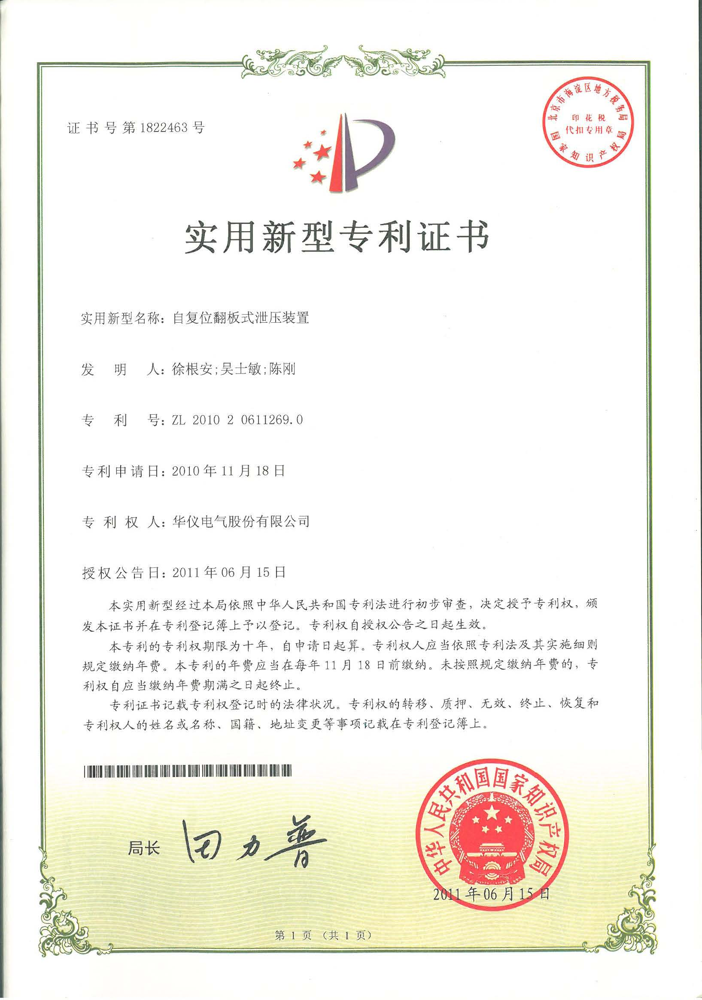 证书号第1822463号
北京市海淀区地方税务局
印花税
代扣专用章
国家知识产权局
实用新型专利证书
实用新型名称：自复位翻板式泄压装置
发明人：徐根安;吴士敏;陈刚
专利号：ZL 2010 2 0611269.0
专利申请日：2010年11月18日
专利权人：华仪电气股份有限公司
授权公告日：2011年06月15日
本实用新型经过本局依照中华人民共和国专利法进行初步审查，决定授予专利权，颁
发本证书并在专利登记簿上予以登记。专利权自授权公告之日起生效。
本专利的专利权期限为十年，自申请日起算。专利权人应当依照专利法及其实施细则
规定缴纳年费。本专利的年费应当在每年11月18日前缴纳。未按照规定缴纳年费的，专
利权自应当缴纳年费期满之日起终止。
专利证书记载专利权登记时的法律状况。专利权的转移、质押、无效、终止、恢复和
专利权人的姓名或名称、国籍、地址变更等事项记载在专利登记簿上。
局长 田力普
中华人民共和国国家知识产权局
2011年06月15日
第 1 页 （共 1 页）